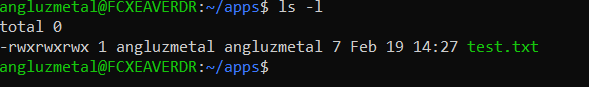 angluzmetal@FCXEAVERDR:~/apps$ ls -l
total 0
-rwxrwxrwx 1 angluzmetal angluzmetal 7 Feb 19 14:27 test.txt
angluzmetal@FCXEAVERDR:~/apps$